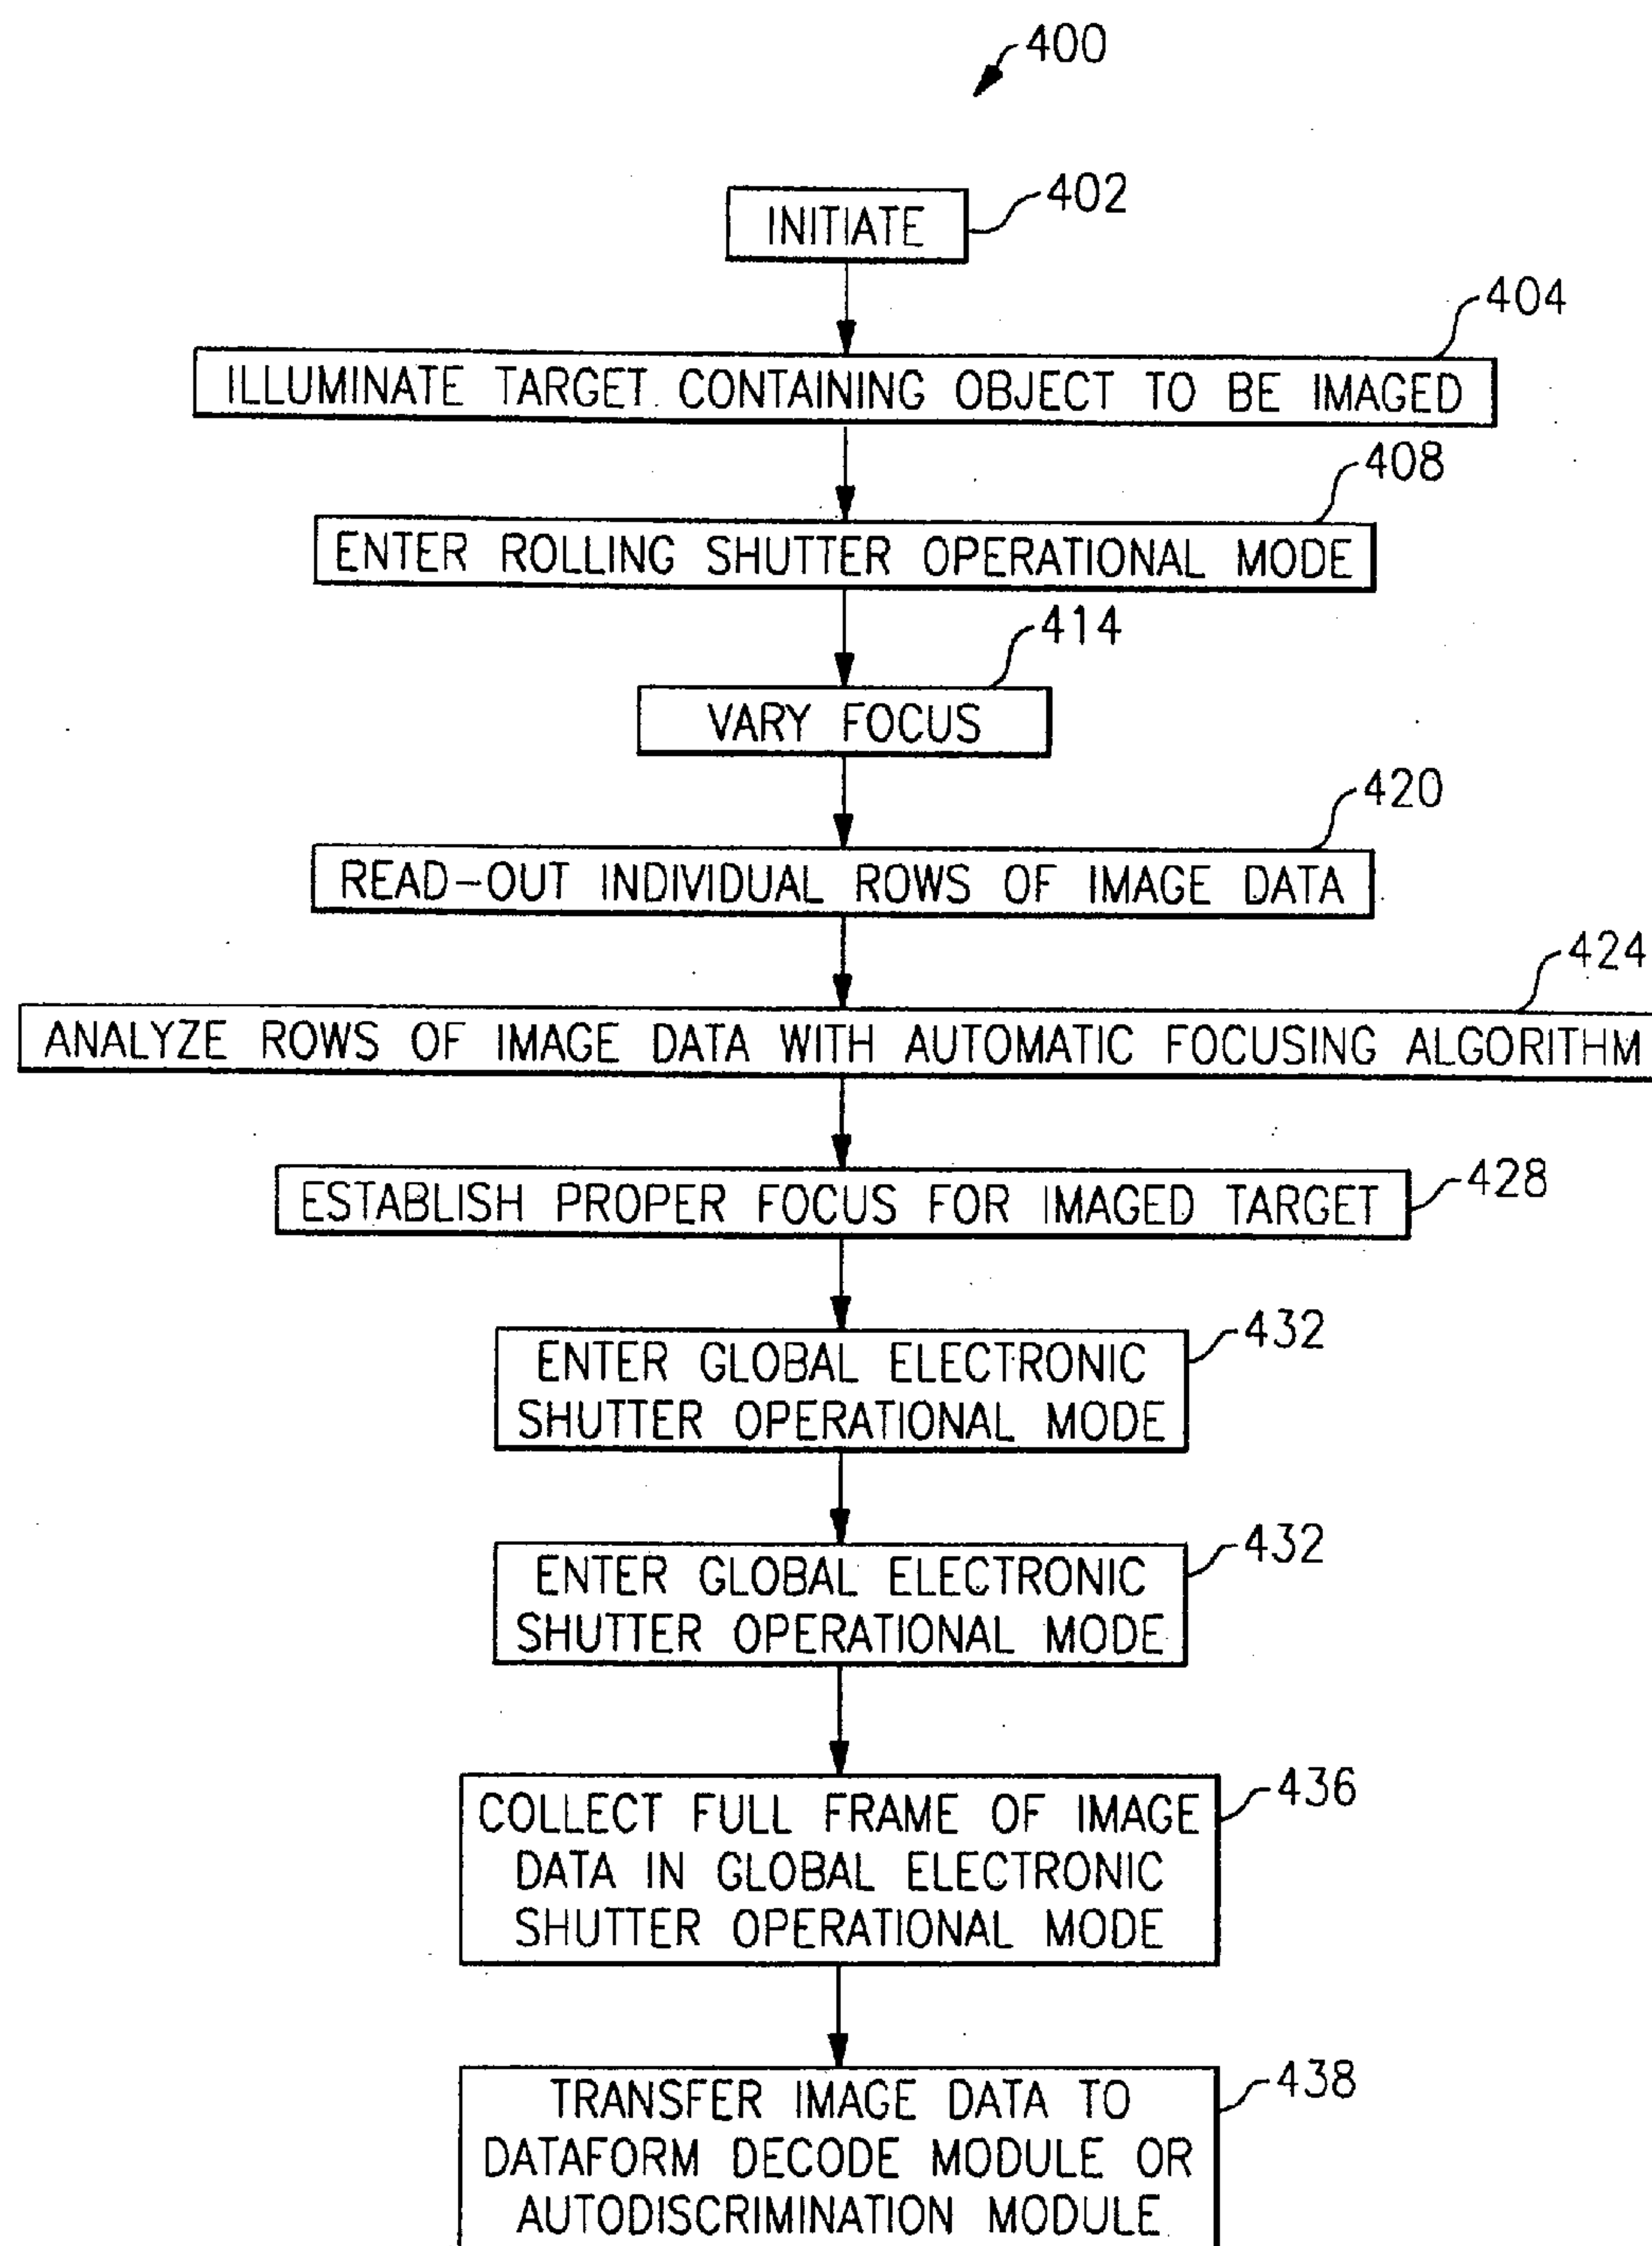 400
INITIATE
402
404
ILLUMINATE TARGET CONTAINING OBJECT TO BE IMAGED
408
ENTER ROLLING SHUTTER OPERATIONAL MODE
414
VARY FOCUS
420
READ-OUT INDIVIDUAL ROWS OF IMAGE DATA
424
ANALYZE ROWS OF IMAGE DATA WITH AUTOMATIC FOCUSING ALGORITHM
ESTABLISH PROPER FOCUS FOR IMAGED TARGET
428
ENTER GLOBAL ELECTRONIC
SHUTTER OPERATIONAL MODE
432
ENTER GLOBAL ELECTRONIC
SHUTTER OPERATIONAL MODE
432
COLLECT FULL FRAME OF IMAGE
DATA IN GLOBAL ELECTRONIC
SHUTTER OPERATIONAL MODE
436
TRANSFER IMAGE DATA TO
DATAFORM DECODE MODULE OR
AUTODISCRIMINATION MODULE
438